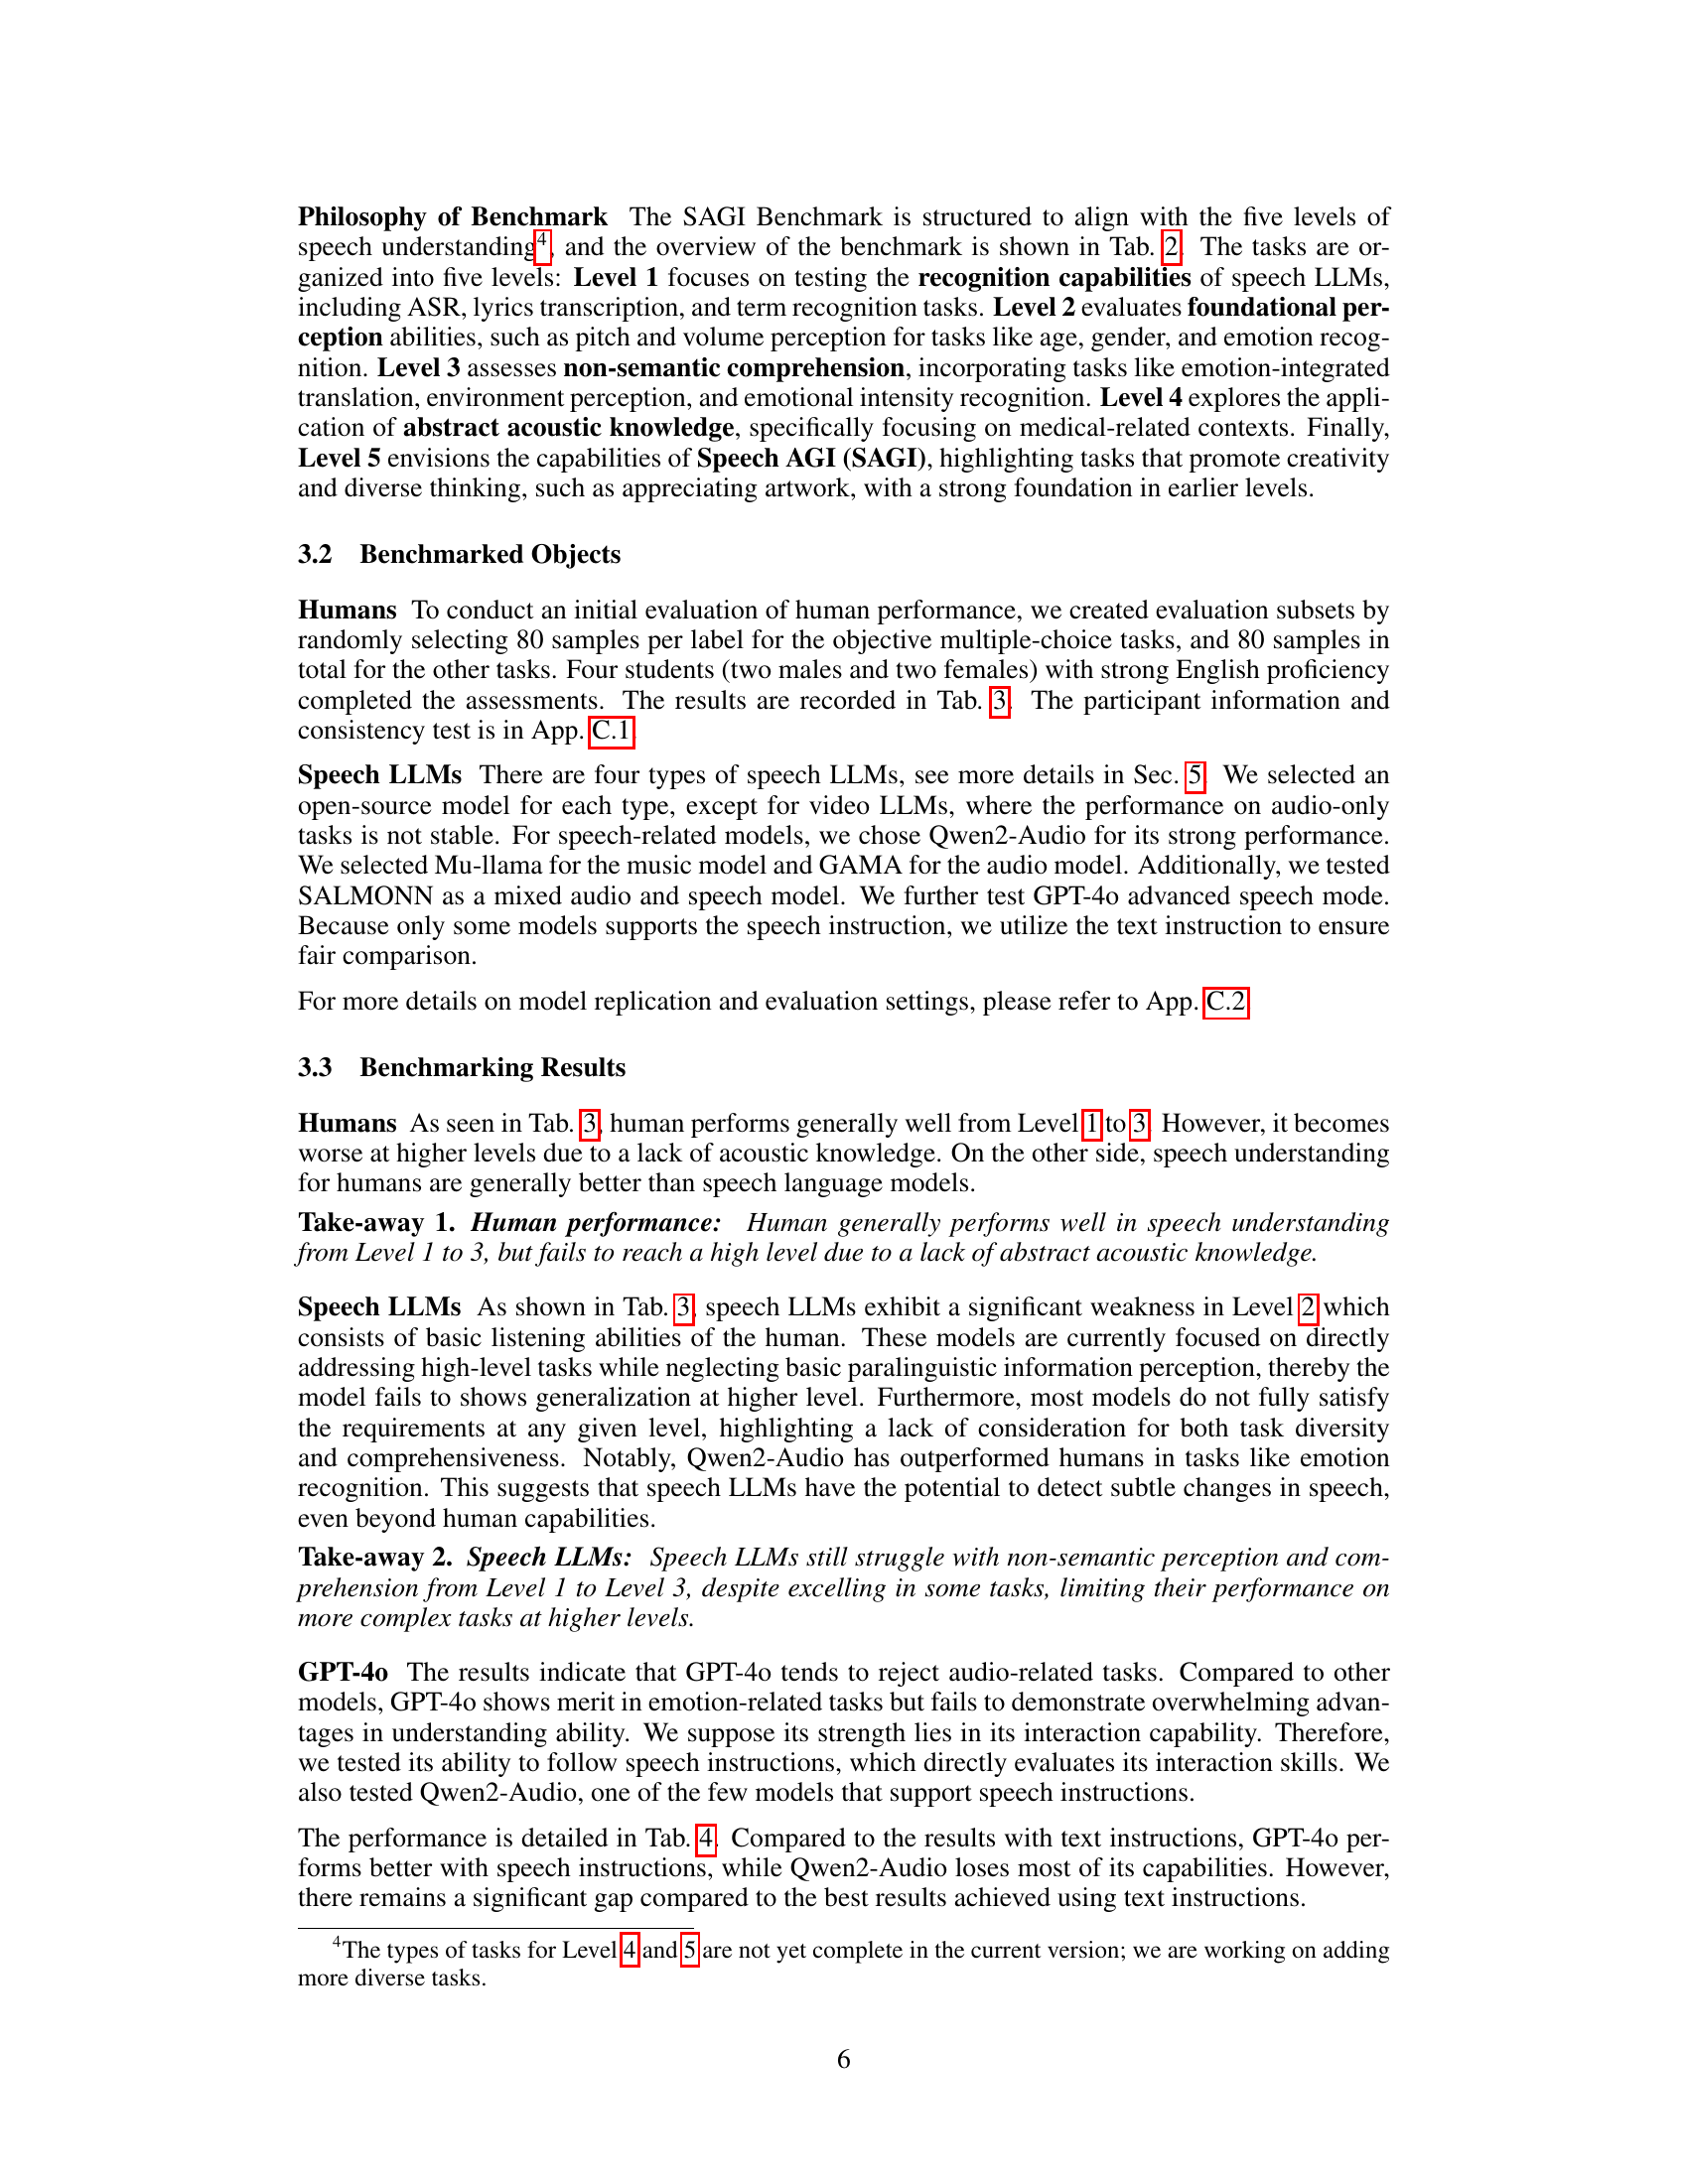 Philosophy of Benchmark The SAGI Benchmark is structured to align with the five levels of
speech understanding4, and the overview of the benchmark is shown in Tab. 2. The tasks are or-
ganized into five levels: Level 1 focuses on testing the recognition capabilities of speech LLMs,
including ASR, lyrics transcription, and term recognition tasks. Level 2 evaluates foundational per-
ception abilities, such as pitch and volume perception for tasks like age, gender, and emotion recog-
nition. Level 3 assesses non-semantic comprehension, incorporating tasks like emotion-integrated
translation, environment perception, and emotional intensity recognition. Level 4 explores the appli-
cation of abstract acoustic knowledge, specifically focusing on medical-related contexts. Finally,
Level 5 envisions the capabilities of Speech AGI (SAGI), highlighting tasks that promote creativity
and diverse thinking, such as appreciating artwork, with a strong foundation in earlier levels.
3.2 Benchmarked Objects
Humans To conduct an initial evaluation of human performance, we created evaluation subsets by
randomly selecting 80 samples per label for the objective multiple-choice tasks, and 80 samples in
total for the other tasks. Four students (two males and two females) with strong English proficiency
completed the assessments. The results are recorded in Tab. 3. The participant information and
consistency test is in App. C.1.
Speech LLMs There are four types of speech LLMs, see more details in Sec. 5. We selected an
open-source model for each type, except for video LLMs, where the performance on audio-only
tasks is not stable. For speech-related models, we chose Qwen2-Audio for its strong performance.
We selected Mu-llama for the music model and GAMA for the audio model. Additionally, we tested
SALMONN as a mixed audio and speech model. We further test GPT-4o advanced speech mode.
Because only some models supports the speech instruction, we utilize the text instruction to ensure
fair comparison.
For more details on model replication and evaluation settings, please refer to App. C.2.
3.3 Benchmarking Results
Humans As seen in Tab. 3, human performs generally well from Level 1 to 3. However, it becomes
worse at higher levels due to a lack of acoustic knowledge. On the other side, speech understanding
for humans are generally better than speech language models.
Take-away 1. Human performance: Human generally performs well in speech understanding
from Level 1 to 3, but fails to reach a high level due to a lack of abstract acoustic knowledge.
Speech LLMs As shown in Tab. 3, speech LLMs exhibit a significant weakness in Level 2 which
consists of basic listening abilities of the human. These models are currently focused on directly
addressing high-level tasks while neglecting basic paralinguistic information perception, thereby the
model fails to shows generalization at higher level. Furthermore, most models do not fully satisfy
the requirements at any given level, highlighting a lack of consideration for both task diversity
and comprehensiveness. Notably, Qwen2-Audio has outperformed humans in tasks like emotion
recognition. This suggests that speech LLMs have the potential to detect subtle changes in speech,
even beyond human capabilities.
Take-away 2. Speech LLMs: Speech LLMs still struggle with non-semantic perception and com-
prehension from Level 1 to Level 3, despite excelling in some tasks, limiting their performance on
more complex tasks at higher levels.
GPT-4o The results indicate that GPT-4o tends to reject audio-related tasks. Compared to other
models, GPT-4o shows merit in emotion-related tasks but fails to demonstrate overwhelming advan-
tages in understanding ability. We suppose its strength lies in its interaction capability. Therefore,
we tested its ability to follow speech instructions, which directly evaluates its interaction skills. We
also tested Qwen2-Audio, one of the few models that support speech instructions.
The performance is detailed in Tab. 4. Compared to the results with text instructions, GPT-4o per-
forms better with speech instructions, while Qwen2-Audio loses most of its capabilities. However,
there remains a significant gap compared to the best results achieved using text instructions.
4The types of tasks for Level 4 and 5 are not yet complete in the current version; we are working on adding
more diverse tasks.
6